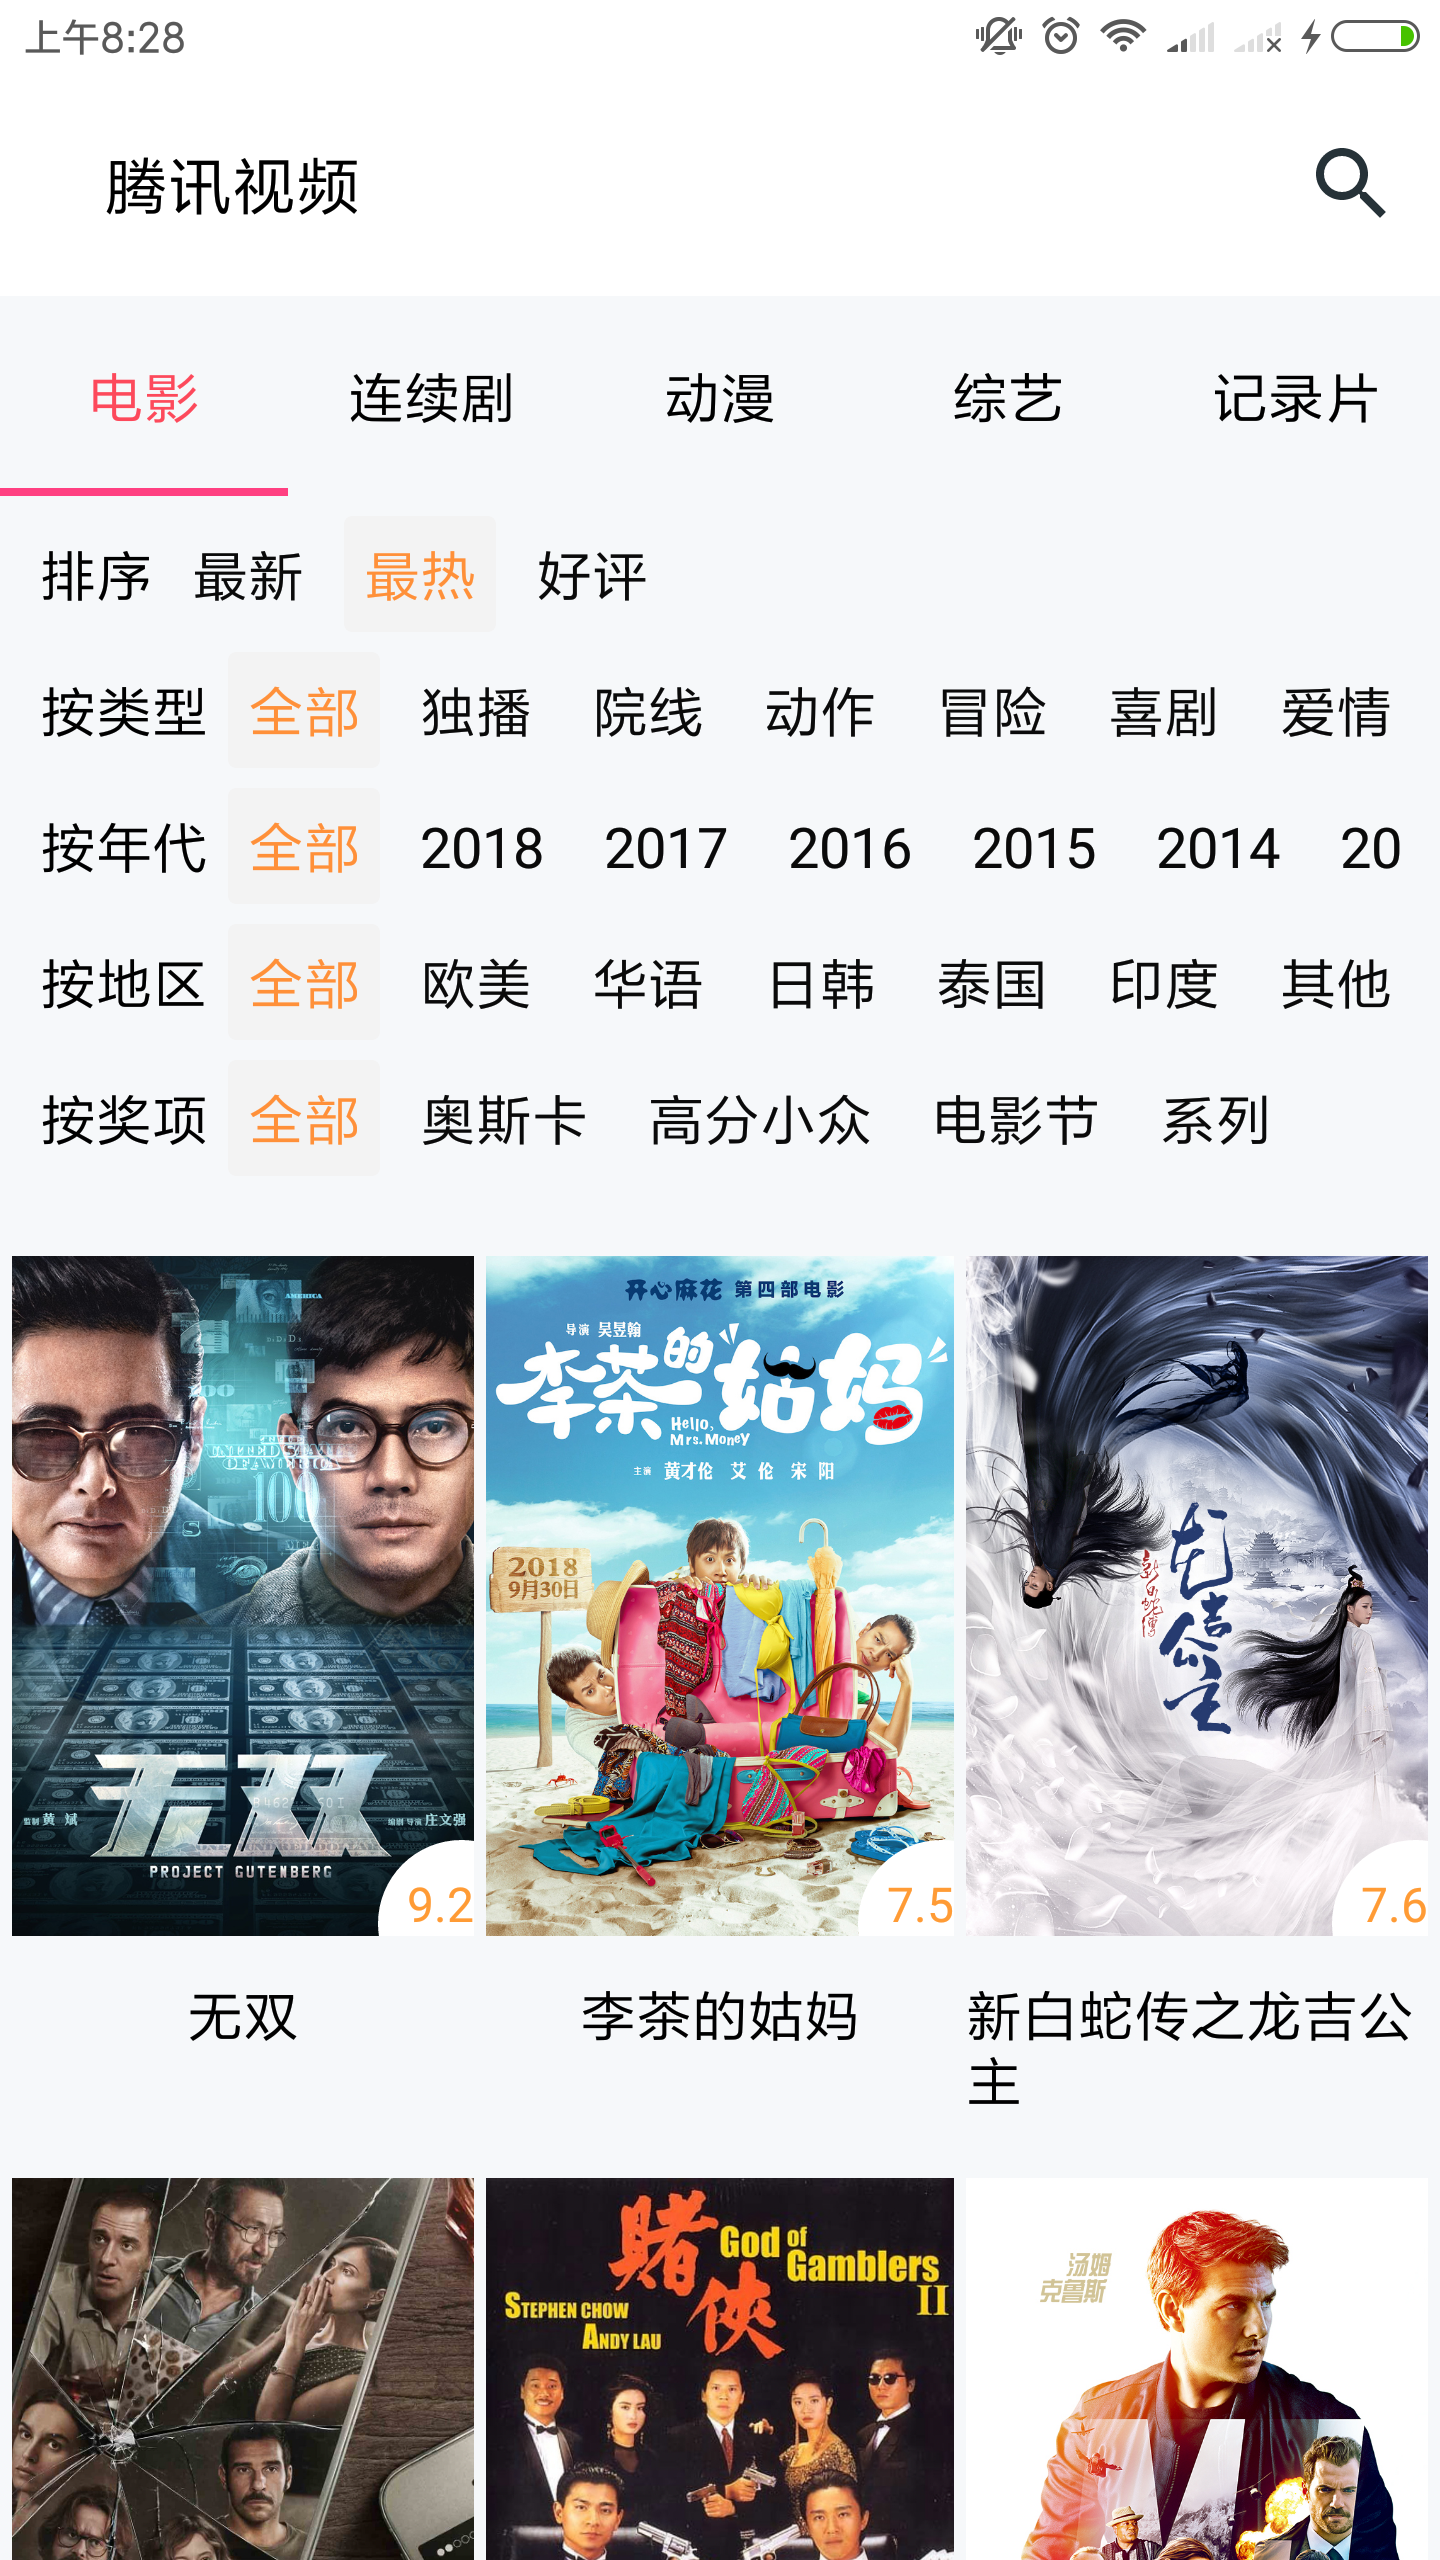 上午8:28
腾讯视频
电影 连续剧 动漫 综艺 记录片
排序 最新 最热 好评
按类型 全部 独播 院线 动作 冒险 喜剧 爱情
按年代 全部 2018 2017 2016 2015 2014 20
按地区 全部 欧美 华语 日韩 泰国 印度 其他
按奖项 全部 奥斯卡 高分小众 电影节 系列
AMERICA
100
无双
监制 黄斌
编剧 导演 庄文强
PROJECT GUTENBERG
9.2
开心麻花 第四部电影
导演 吴昱翰
李茶的姑妈
Hello,
Mrs. Money
主演 黄才伦 艾伦 宋阳
2018
9月30日
7.5
新白蛇传
龙吉公主
7.6
无双
李茶的姑妈
新白蛇传之龙吉公
主
賭俠
God of
Gamblers
II
STEPHEN CHOW
ANDY LAU
汤姆
克鲁斯